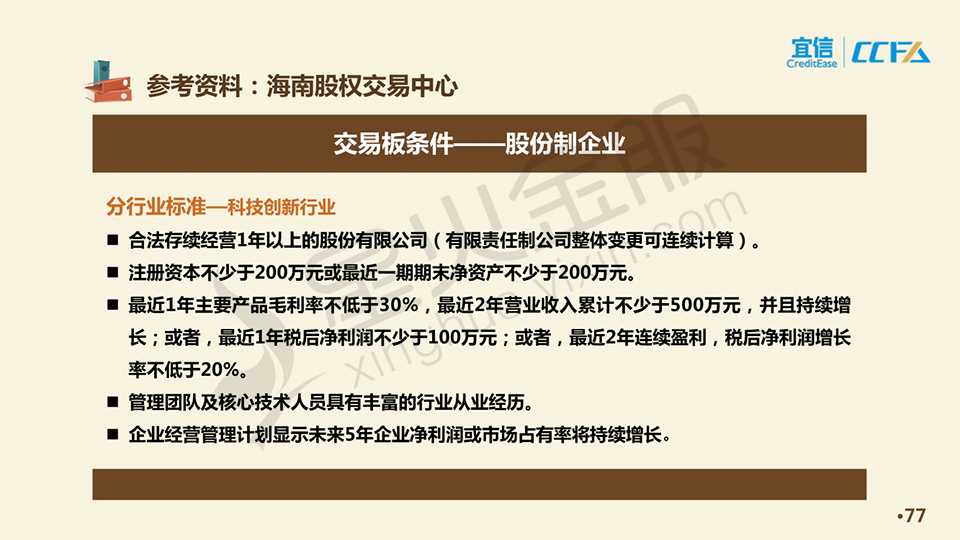 宜信
CreditEase
CCFA
参考资料：海南股权交易中心
交易板条件——股份制企业
分行业标准—科技创新行业
■ 合法存续经营1年以上的股份有限公司（有限责任制公司整体变更可连续计算）。
■ 注册资本不少于200万元或最近一期期末净资产不少于200万元。
■ 最近1年主要产品毛利率不低于30%，最近2年营业收入累计不少于500万元，并且持续增
长；或者，最近1年税后净利润不少于100万元；或者，最近2年连续盈利，税后净利润增长
率不低于20%。
■ 管理团队及核心技术人员具有丰富的行业从业经历。
■ 企业经营管理计划显示未来5年企业净利润或市场占有率将持续增长。
星火金服
xinghuo.yixin.com
•77